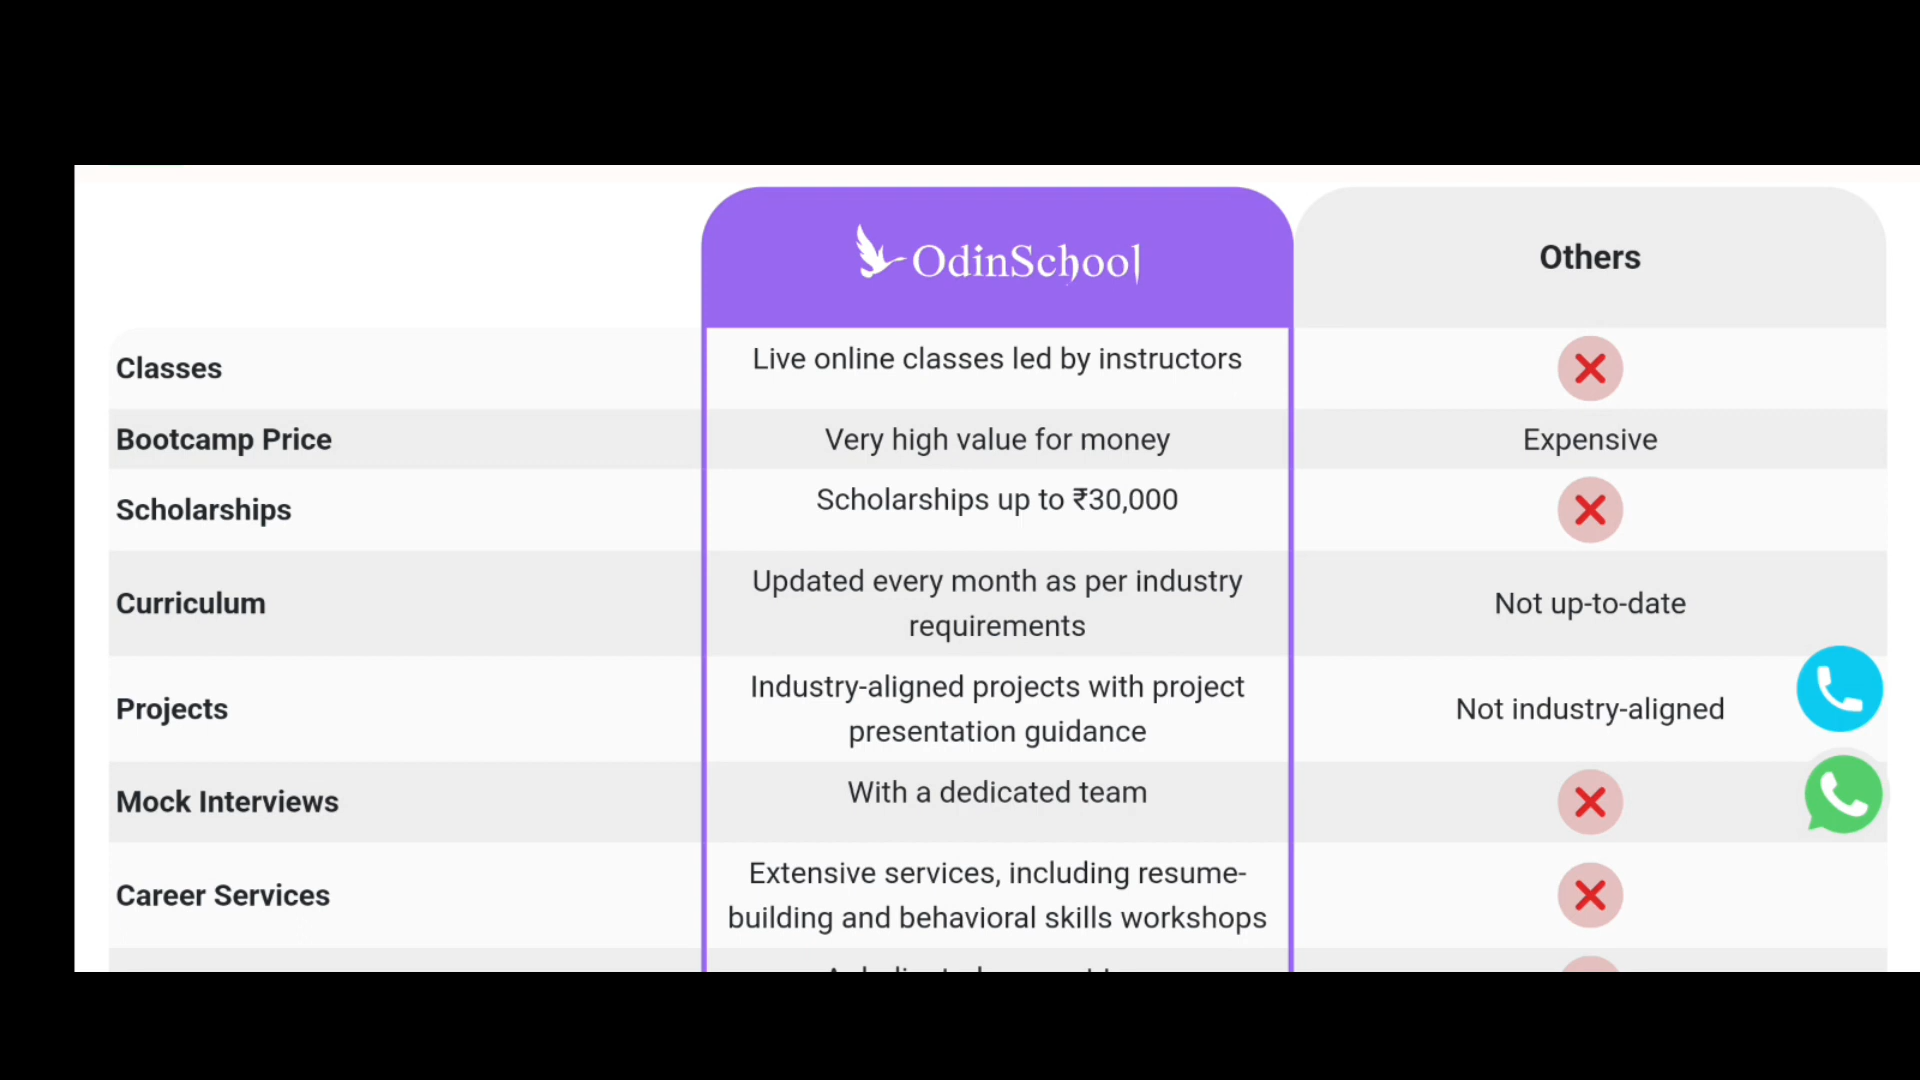 OdinSchool
Others
Classes
Live online classes led by instructors
Bootcamp Price
Very high value for money
Expensive
Scholarships
Scholarships up to ₹30,000
Curriculum
Updated every month as per industry
requirements
Not up-to-date
Projects
Industry-aligned projects with project
presentation guidance
Not industry-aligned
Mock Interviews
With a dedicated team
Career Services
Extensive services, including resume-
building and behavioral skills workshops